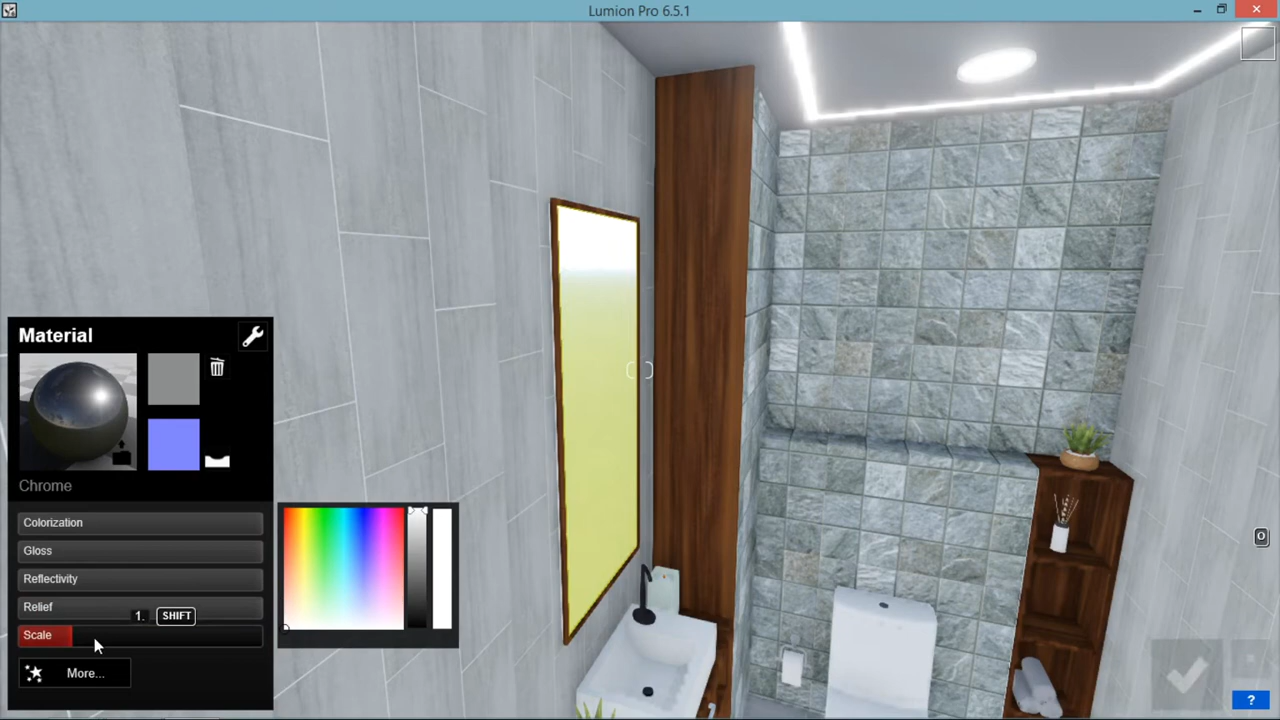 Lumion Pro 6.5.1
Material
Chrome
Colorization
Gloss
Reflectivity
Relief
1. SHIFT
Scale
More...
O
?